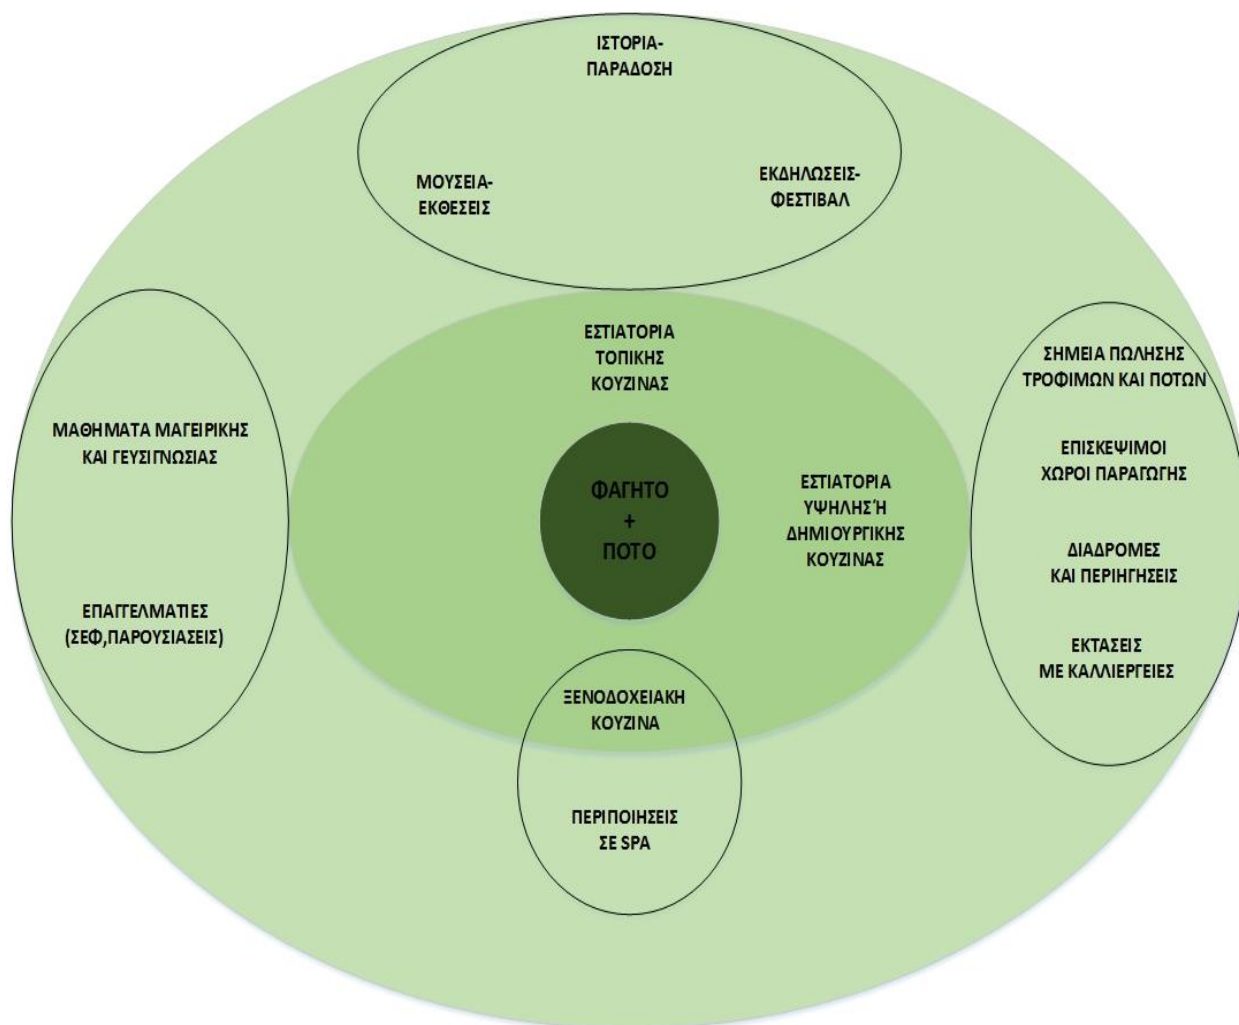 ΙΣΤΟΡΙΑ-
ΠΑΡΑΔΟΣΗ
ΜΟΥΣΕΙΑ-
ΕΚΘΕΣΕΙΣ
ΕΚΔΗΛΩΣΕΙΣ-
ΦΕΣΤΙΒΑΛ
ΜΑΘΗΜΑΤΑ ΜΑΓΕΙΡΙΚΗΣ
ΚΑΙ ΓΕΥΣΙΓΝΩΣΙΑΣ
ΕΠΑΓΓΕΛΜΑΤΙΕΣ
(ΣΕΦ,ΠΑΡΟΥΣΙΑΣΕΙΣ)
ΕΣΤΙΑΤΟΡΙΑ
ΤΟΠΙΚΗΣ
ΚΟΥΖΙΝΑΣ
ΦΑΓΗΤΟ
+
ΠΟΤΟ
ΕΣΤΙΑΤΟΡΙΑ
ΥΨΗΛΗΣ Ή
ΔΗΜΙΟΥΡΓΙΚΗΣ
ΚΟΥΖΙΝΑΣ
ΞΕΝΟΔΟΧΕΙΑΚΗ
ΚΟΥΖΙΝΑ
ΠΕΡΙΠΟΙΗΣΕΙΣ
ΣΕ SPA
ΣΗΜΕΙΑ ΠΩΛΗΣΗΣ
ΤΡΟΦΙΜΩΝ ΚΑΙ ΠΟΤΩΝ
ΕΠΙΣΚΕΨΙΜΟΙ
ΧΩΡΟΙ ΠΑΡΑΓΩΓΗΣ
ΔΙΑΔΡΟΜΕΣ
ΚΑΙ ΠΕΡΙΗΓΗΣΕΙΣ
ΕΚΤΑΣΕΙΣ
ΜΕ ΚΑΛΛΙΕΡΓΕΙΕΣ